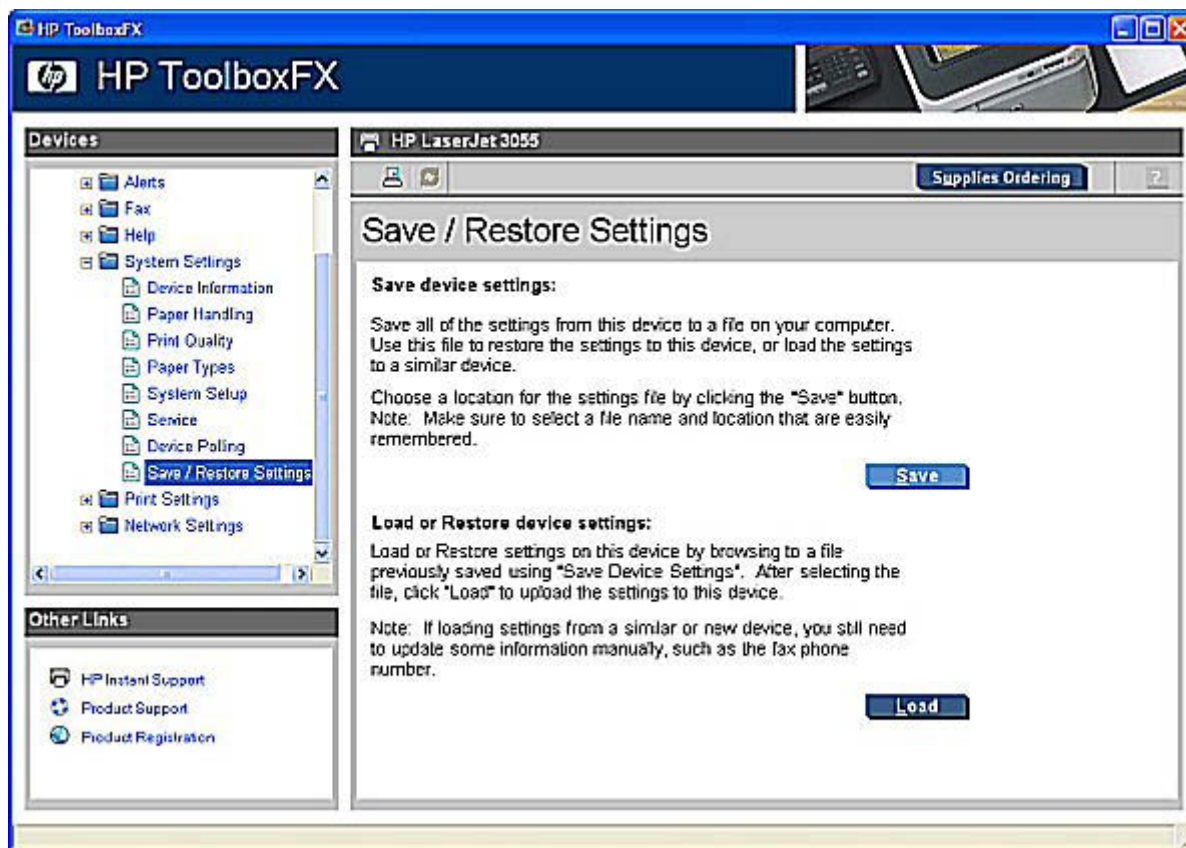 HP ToolboxFX
hp HP ToolboxFX
Devices
Alerts
Fax
Help
System Settings
Device Information
Paper Handling
Print Quality
Paper Types
System Setup
Service
Device Polling
Save / Restore Settings
Print Settings
Network Settings
Other Links
HP Instant Support
Product Support
Product Registration
HP LaserJet 3055
Supplies Ordering
?
Save / Restore Settings
Save device settings:
Save all of the settings from this device to a file on your computer.
Use this file to restore the settings to this device, or load the settings
to a similar device.
Choose a location for the settings file by clicking the "Save" button.
Note: Make sure to select a file name and location that are easily
remembered.
Save
Load or Restore device settings:
Load or Restore settings on this device by browsing to a file
previously saved using "Save Device Settings". After selecting the
file, click "Load" to upload the settings to this device.
Note: If loading settings from a similar or new device, you still need
to update some information manually, such as the fax phone
number.
Load